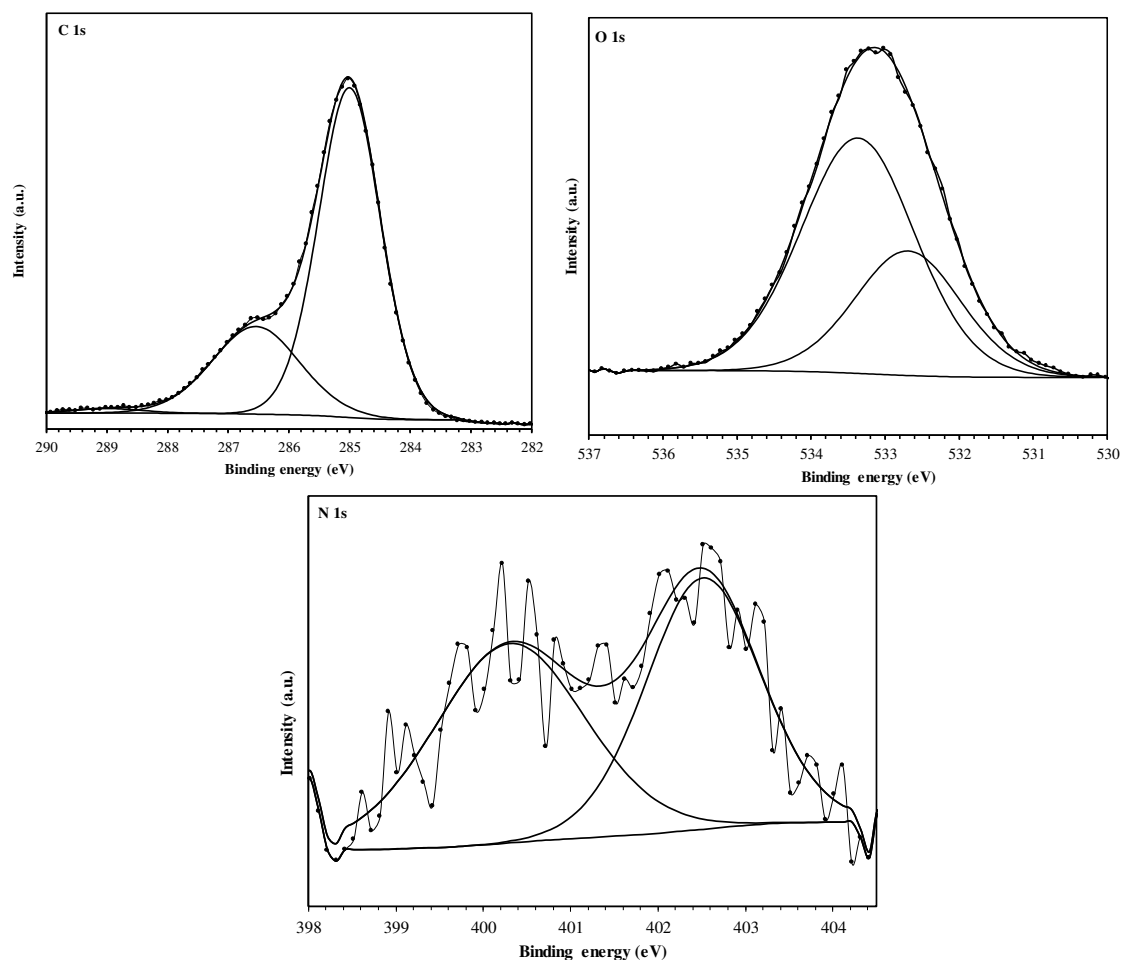 C 1s
Intensity (a.u.)
290 289 288 287 286 285 284 283 282
Binding energy (eV)
O 1s
Intensity (a.u.)
537 536 535 534 533 532 531 530
Binding energy (eV)
N 1s
Intensity (a.u.)
398 399 400 401 402 403 404
Binding energy (eV)